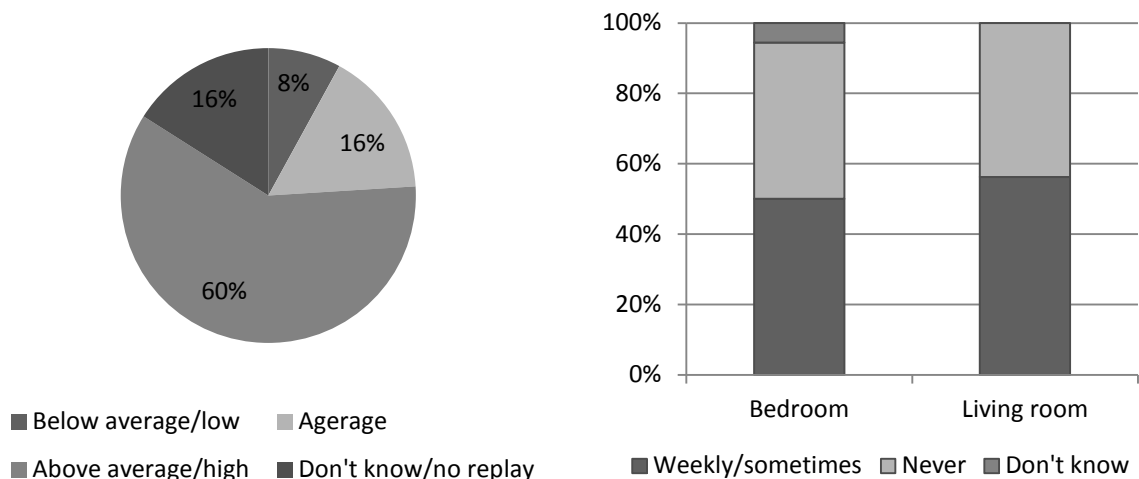 8%
16%
16%
60%
Below average/low
Agerage
Above average/high
Don't know/no replay
100%
80%
60%
40%
20%
0%
Bedroom
Living room
Weekly/sometimes
Never
Don't know